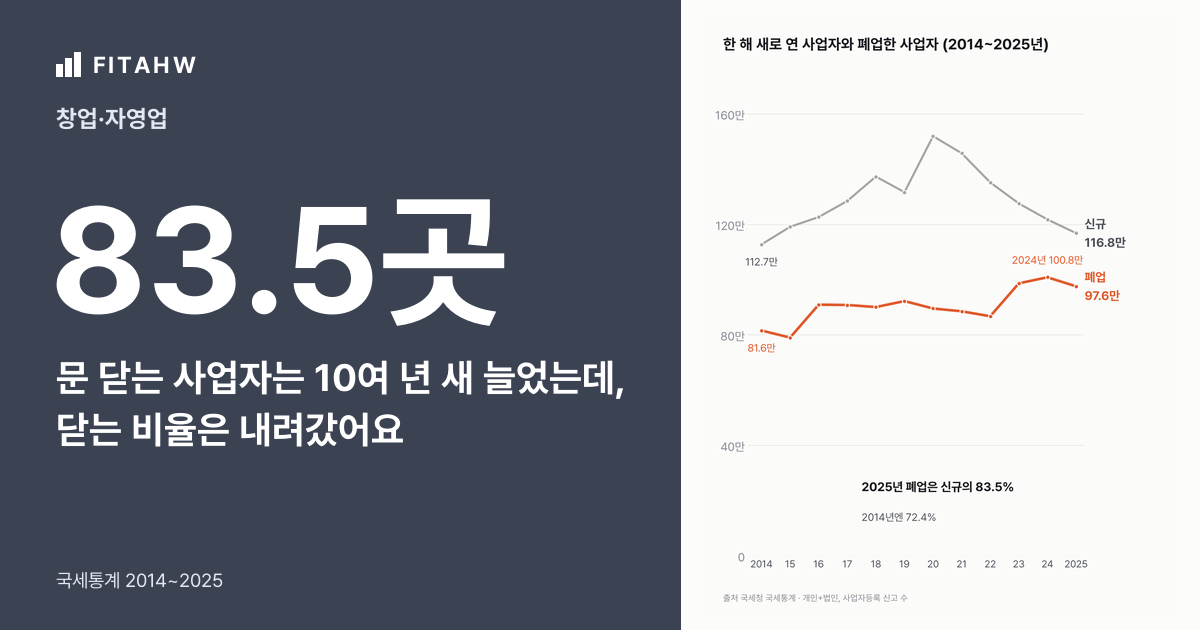 FITAHW
창업·자영업
83.5곳
문 닫는 사업자는 10여 년 새 늘었는데,
닫는 비율은 내려갔어요
국세통계 2014~2025
한 해 새로 연 사업자와 폐업한 사업자 (2014~2025년)
160만
120만
80만
40만
0
112.7만
81.6만
신규
116.8만
2024년 100.8만
폐업
97.6만
2025년 폐업은 신규의 83.5%
2014년엔 72.4%
2014 15 16 17 18 19 20 21 22 23 24 2025
출처 국세청 국세통계 · 개인+법인, 사업자등록 신고 수